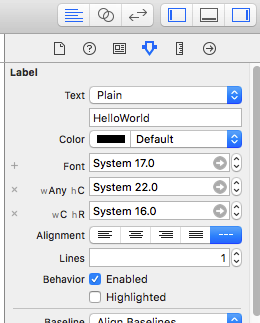 Label
Text Plain
HelloWorld
Color Default
+ Font System 17.0
× wAny hC System 22.0
× wC hR System 16.0
Alignment
Lines 1
Behavior Enabled
Highlighted
Baseline Align Baselines